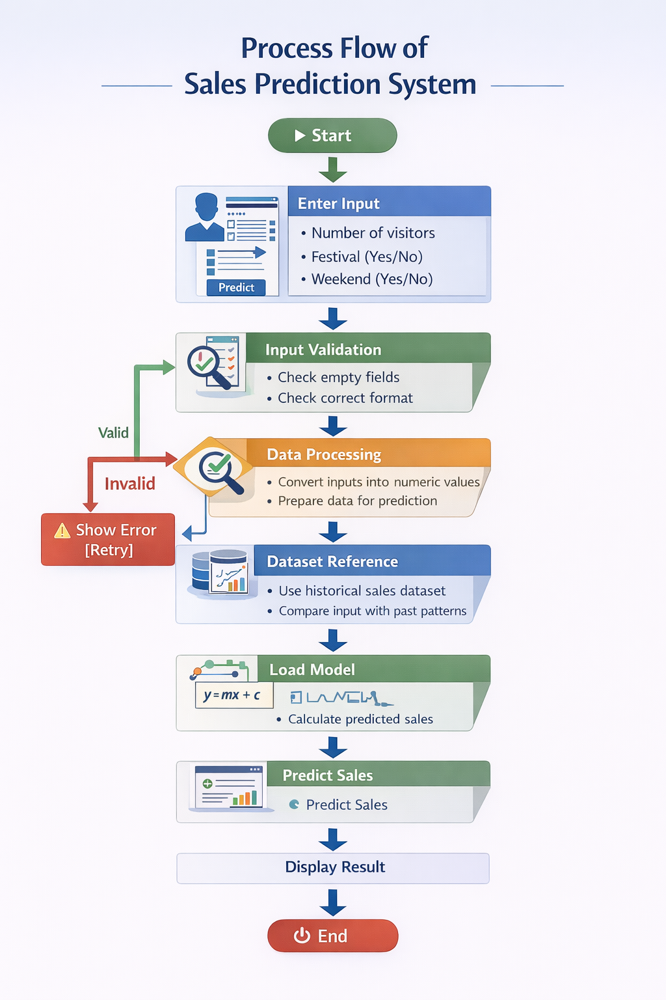 Process Flow of
Sales Prediction System
Start
Enter Input
• Number of visitors
• Festival (Yes/No)
• Weekend (Yes/No)
Predict
Input Validation
• Check empty fields
• Check correct format
Valid
Data Processing
• Convert inputs into numeric values
• Prepare data for prediction
Invalid
Show Error
[Retry]
Dataset Reference
• Use historical sales dataset
• Compare input with past patterns
Load Model
y = mx + c
• Calculate predicted sales
Predict Sales
Predict Sales
Display Result
End